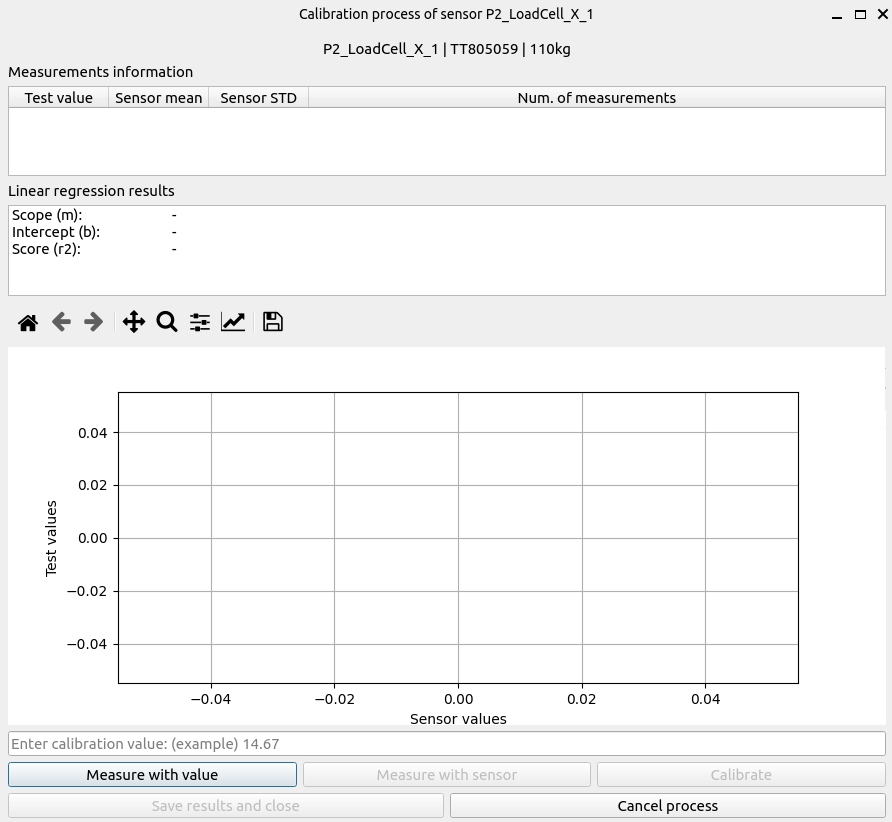 Calibration process of sensor P2_LoadCell_X_1
P2_LoadCell_X_1 | TT805059 | 110kg
Measurements information
Test value Sensor mean Sensor STD Num. of measurements
Linear regression results
Scope (m): -
Intercept (b): -
Score (r2): -
Test values
0.04
0.02
0.00
−0.02
−0.04
−0.04 −0.02 0.00 0.02 0.04
Sensor values
Enter calibration value: (example) 14.67
Measure with value Measure with sensor Calibrate
Save results and close Cancel process